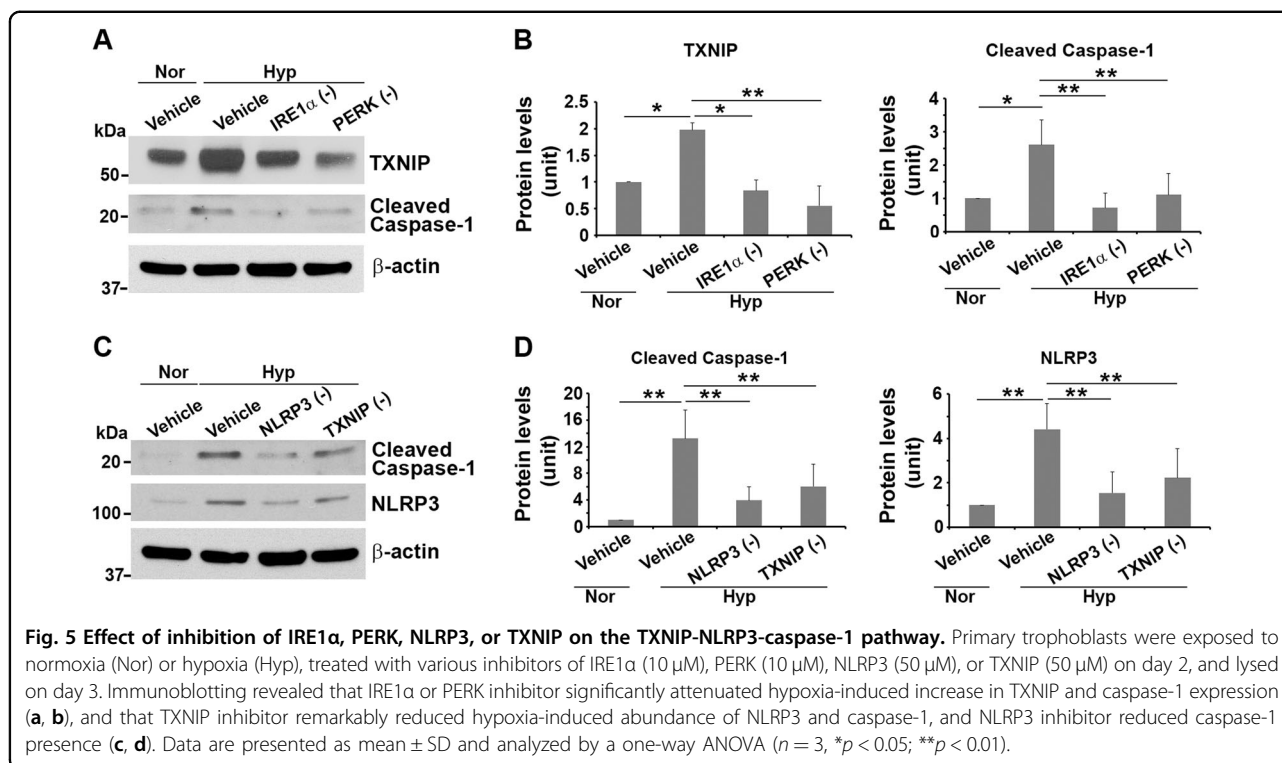 A
Nor Hyp
Vehicle Vehicle IRE1α (-) PERK (-)
kDa
50
TXNIP
20
Cleaved
Caspase-1
β-actin
37
B
TXNIP
Protein levels
(unit)
2.5
2
1.5
1
0.5
0
* * **
Vehicle Vehicle IRE1α (-) PERK (-)
Nor Hyp
Cleaved Caspase-1
Protein levels
(unit)
4
3
2
1
0
* ** **
Vehicle Vehicle IRE1α (-) PERK (-)
Nor Hyp
C
Nor Hyp
Vehicle Vehicle NLRP3 (-) TXNIP (-)
kDa
20
Cleaved
Caspase-1
100
NLRP3
β-actin
37
D
Cleaved Caspase-1
Protein levels
(unit)
20
16
12
8
4
0
** ** **
Vehicle Vehicle NLRP3 (-) TXNIP (-)
Nor Hyp
NLRP3
Protein levels
(unit)
6
4
2
0
** ** **
Vehicle Vehicle NLRP3 (-) TXNIP (-)
Nor Hyp
Fig. 5 Effect of inhibition of IRE1α, PERK, NLRP3, or TXNIP on the TXNIP-NLRP3-caspase-1 pathway. Primary trophoblasts were exposed to
normoxia (Nor) or hypoxia (Hyp), treated with various inhibitors of IRE1α (10 μM), PERK (10 μM), NLRP3 (50 μM), or TXNIP (50 μM) on day 2, and lysed
on day 3. Immunoblotting revealed that IRE1α or PERK inhibitor significantly attenuated hypoxia-induced increase in TXNIP and caspase-1 expression
(a, b), and that TXNIP inhibitor remarkably reduced hypoxia-induced abundance of NLRP3 and caspase-1, and NLRP3 inhibitor reduced caspase-1
presence (c, d). Data are presented as mean ± SD and analyzed by a one-way ANOVA (n = 3, *p < 0.05; **p < 0.01).